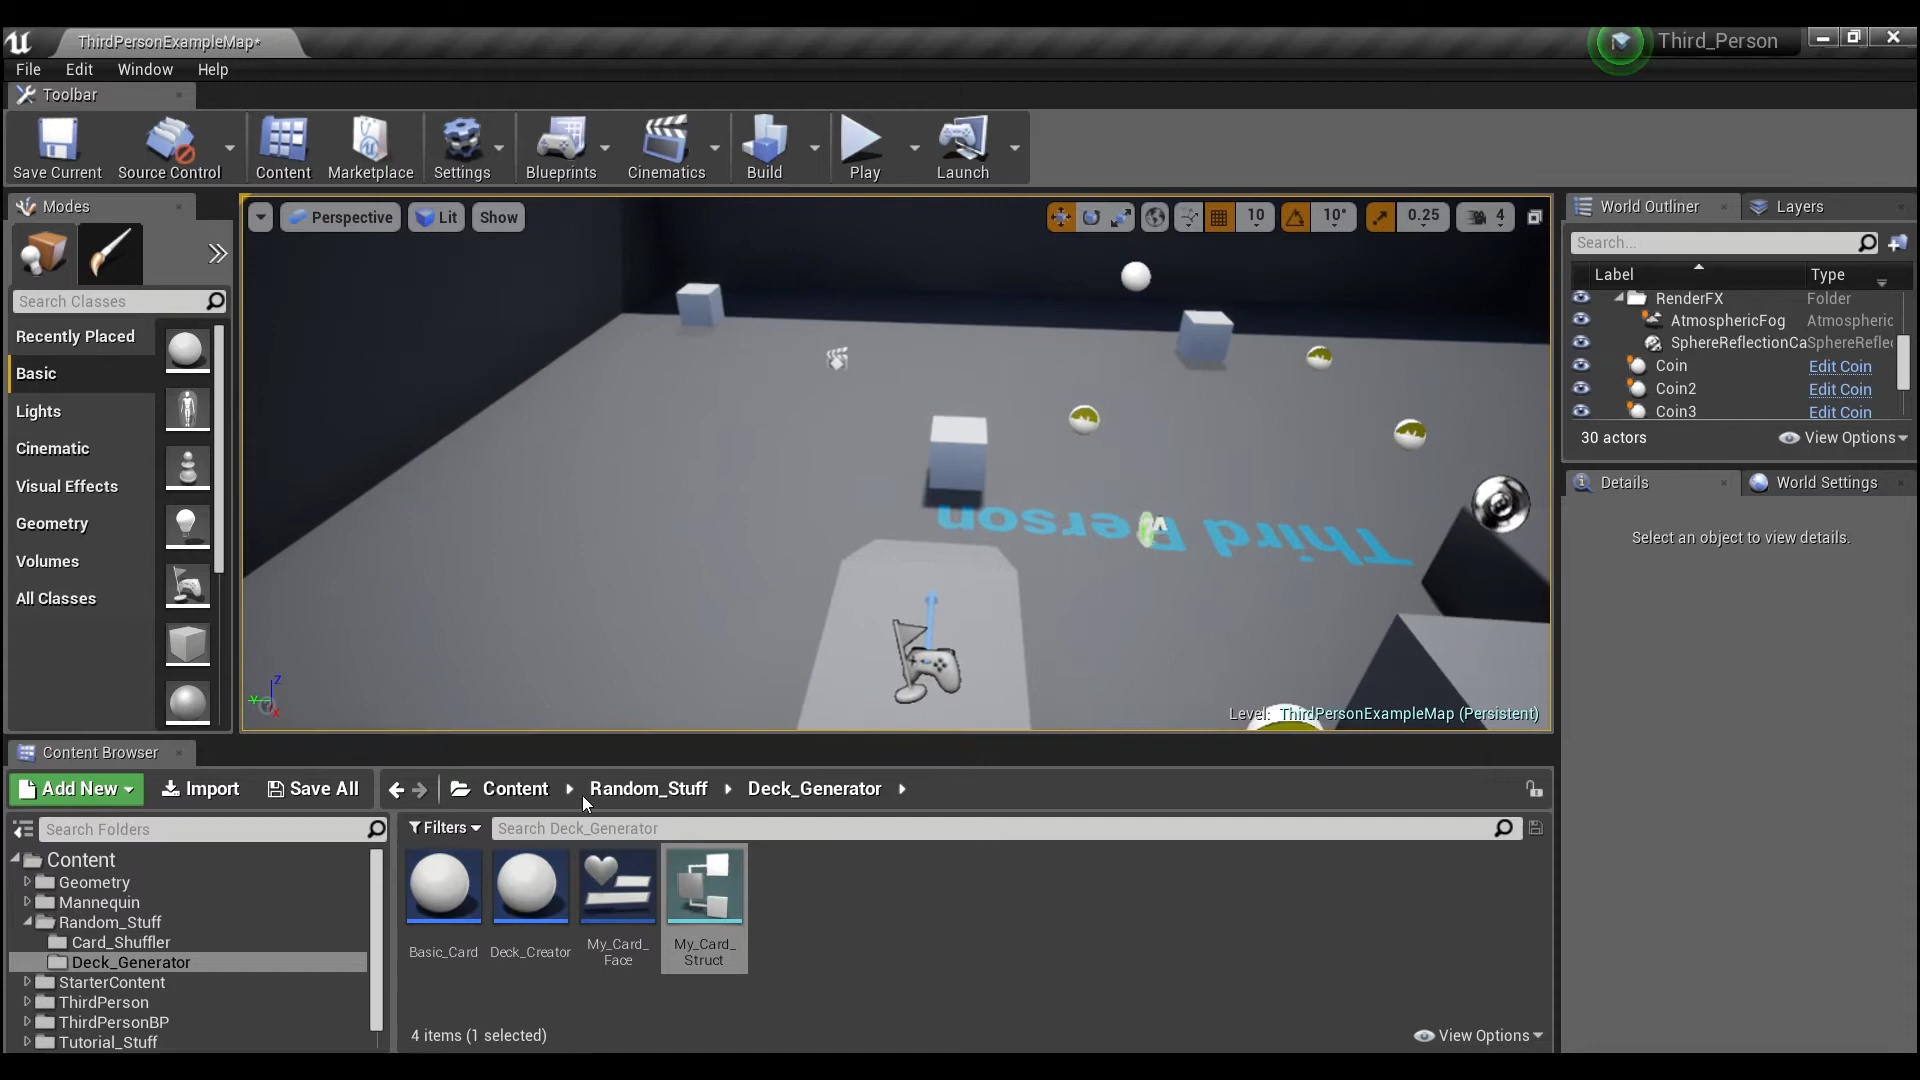 ThirdPersonExampleMap*
Third_Person
File Edit Window Help
Toolbar
Save Current Source Control Content Marketplace Settings Blueprints Cinematics Build Play Launch
Modes
Search Classes
Recently Placed
Basic
Lights
Cinematic
Visual Effects
Geometry
Volumes
All Classes
Perspective Lit Show
10 10° 0.25 4
Third Person
Z
Y
X
Level: ThirdPersonExampleMap (Persistent)
World Outliner Layers
Search...
Label Type
RenderFX Folder
AtmosphericFog Atmospheric
SphereReflectionCa SphereReflec
Coin Edit Coin
Coin2 Edit Coin
Coin3 Edit Coin
30 actors View Options
Details World Settings
Select an object to view details.
Content Browser
Add New Import Save All Content Random_Stuff Deck_Generator
Search Folders
Filters Search Deck_Generator
Content
Geometry
Mannequin
Random_Stuff
Card_Shuffler
Deck_Generator
StarterContent
ThirdPerson
ThirdPersonBP
Tutorial_Stuff
Basic_Card Deck_Creator My_Card_ My_Card_
Face Struct
4 items (1 selected) View Options